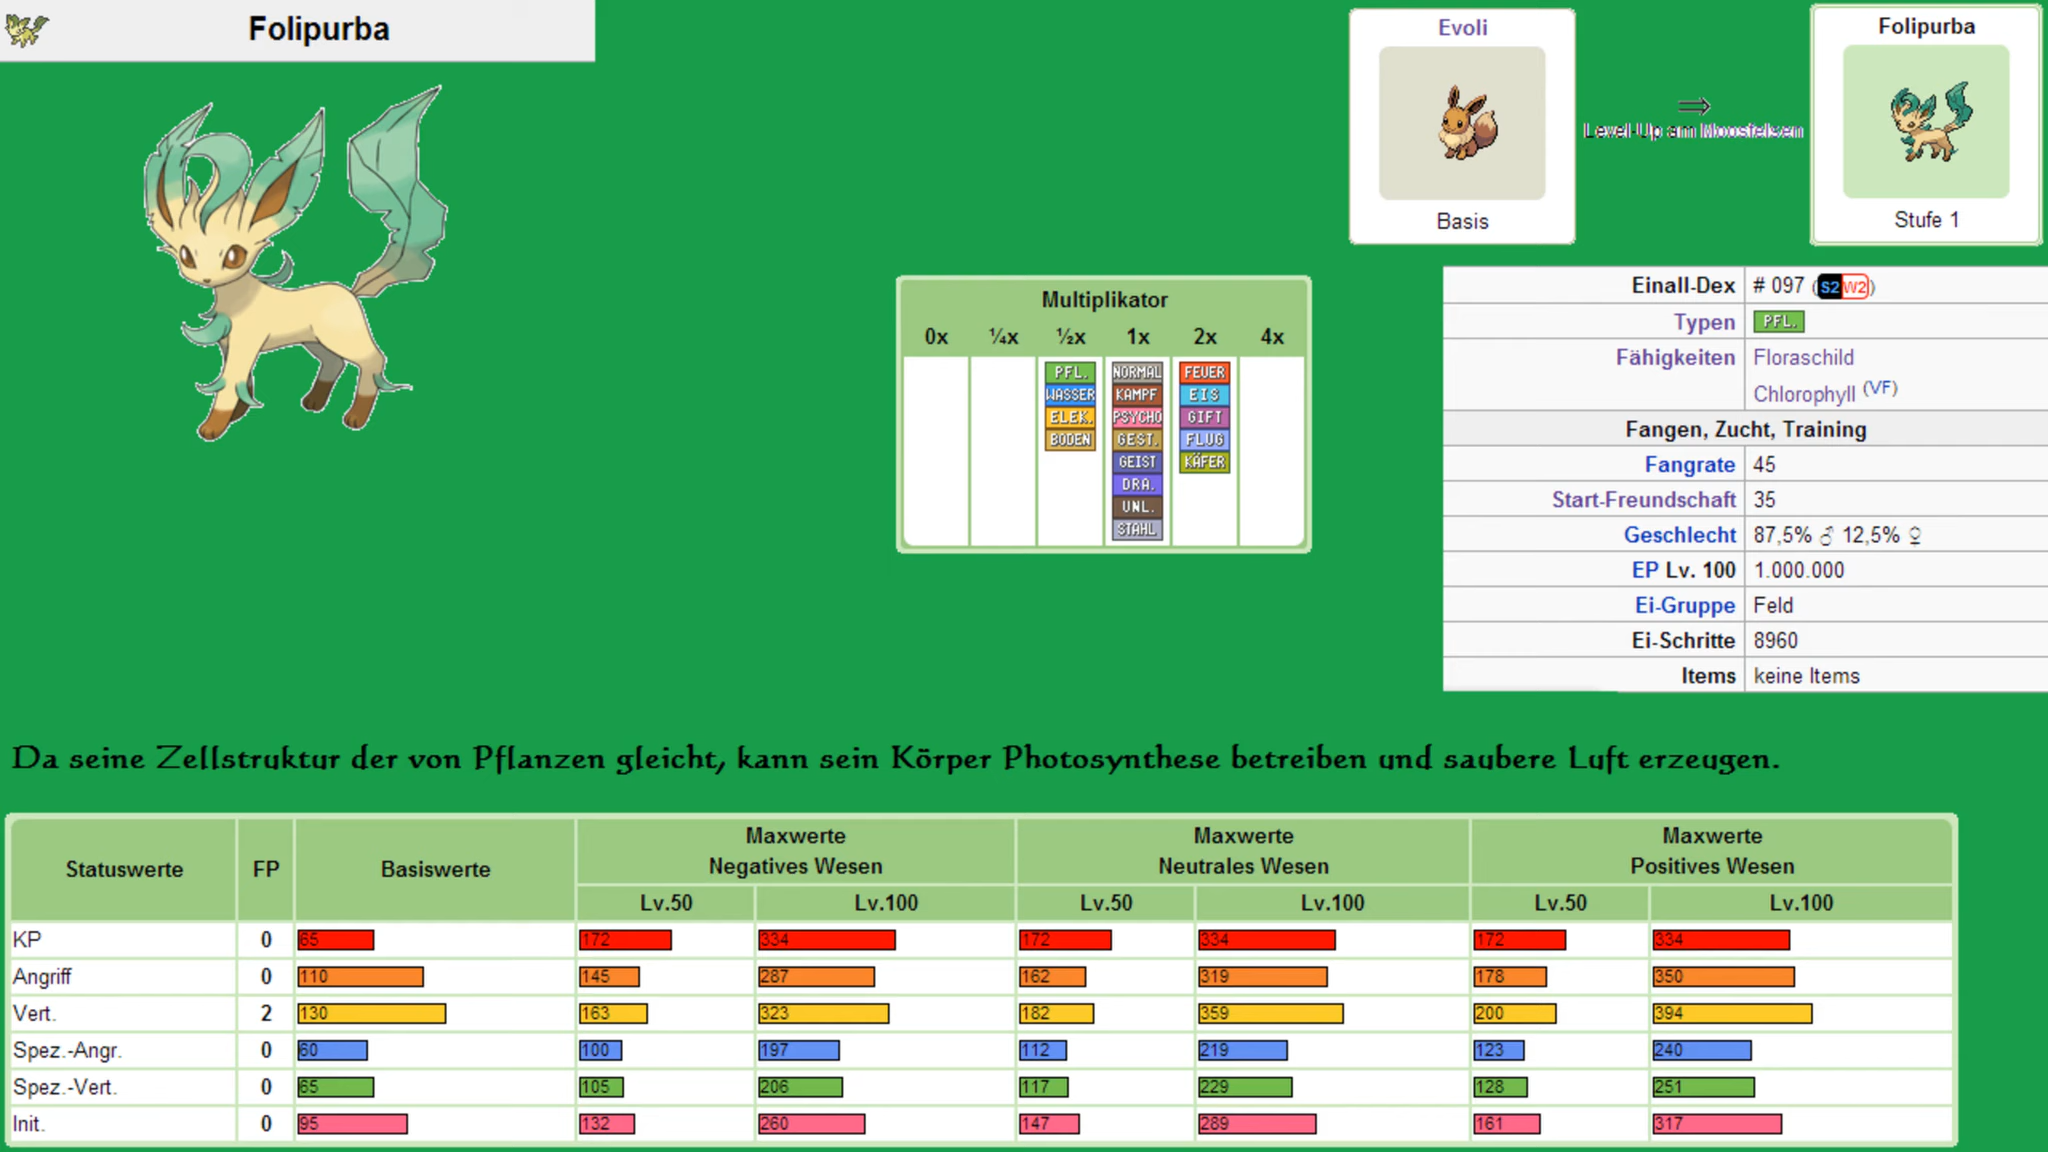 Folipurba
Evoli
Basis
⇒
Level-Up am Moosfelsen
Folipurba
Stufe 1
Multiplikator
0x ¼x ½x 1x 2x 4x
PFL. NORMAL FEUER
WASSER KAMPF EIS
ELEK. PSYCHO GIFT
BODEN GEST. FLUG
GEIST KÄFER
DRA.
UNL.
STAHL
Einall-Dex # 097 (S2W2)
Typen PFL.
Fähigkeiten Floraschild
Chlorophyll (VF)
Fangen, Zucht, Training
Fangrate 45
Start-Freundschaft 35
Geschlecht 87,5% ♂ 12,5% ♀
EP Lv. 100 1.000.000
Ei-Gruppe Feld
Ei-Schritte 8960
Items keine Items
Da seine Zellstruktur der von Pflanzen gleicht, kann sein Körper Photosynthese betreiben und saubere Luft erzeugen.
Statuswerte FP Basiswerte Maxwerte Negatives Wesen Maxwerte Neutrales Wesen Maxwerte Positives Wesen
Lv.50 Lv.100 Lv.50 Lv.100 Lv.50 Lv.100
KP 0 65 172 334 172 334 172 334
Angriff 0 110 145 287 162 319 178 350
Vert. 2 130 163 323 182 359 200 394
Spez.-Angr. 0 60 100 197 112 219 123 240
Spez.-Vert. 0 65 105 206 117 229 128 251
Init. 0 95 132 260 147 289 161 317